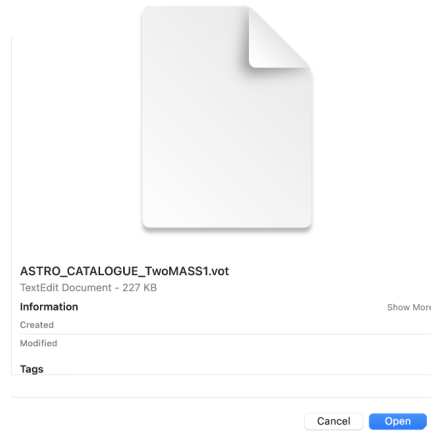 ASTRO_CATALOGUE_TwoMASS1.vot
TextEdit Document - 227 KB
Information Show More
Created
Modified
Tags
Cancel Open